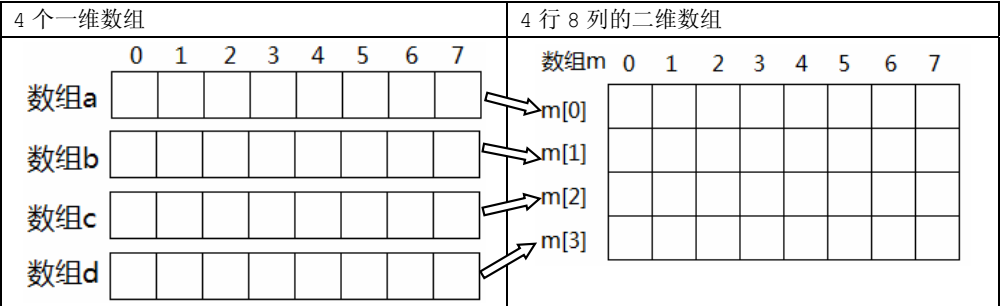 4 个一维数组
0 1 2 3 4 5 6 7
数组a
数组b
数组c
数组d
4 行 8 列的二维数组
数组m 0 1 2 3 4 5 6 7
m[0]
m[1]
m[2]
m[3]